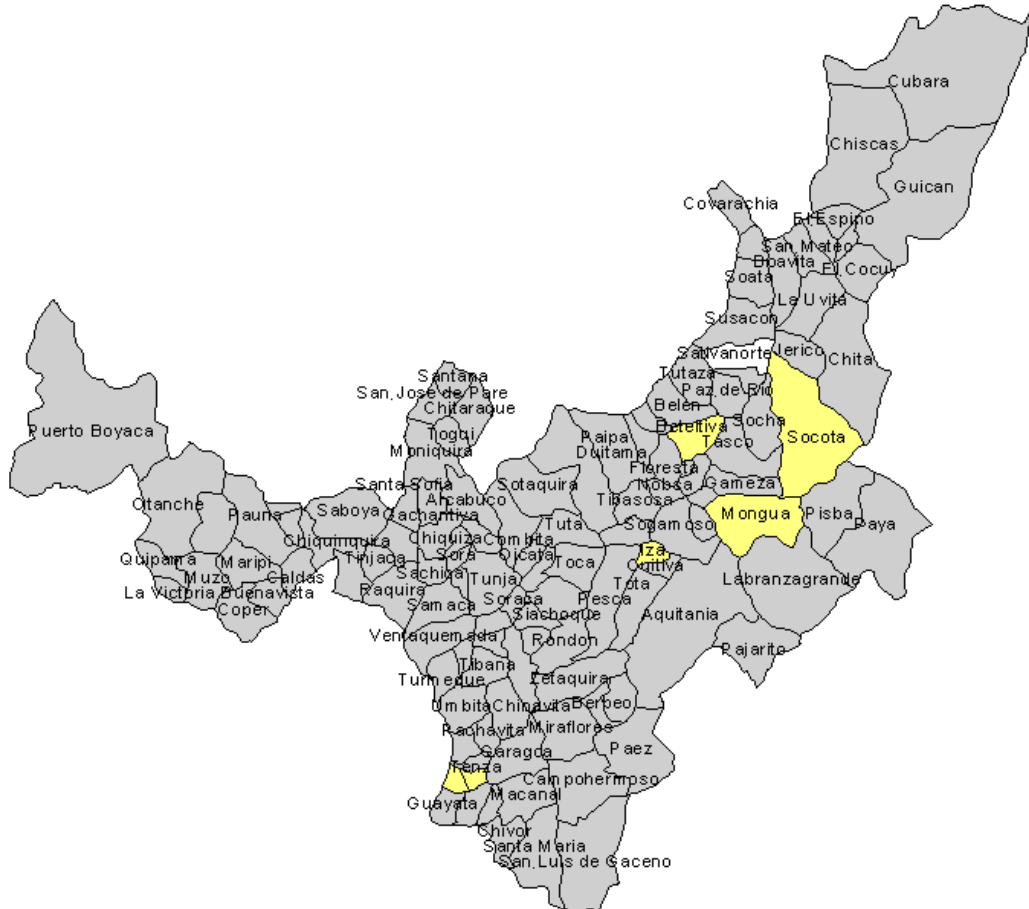 Cubara
Chiscas
Guican
Covarachia
El Espino
San Mateo
Boavita
El Cocuy
Soata
La Uvita
Susacon
Sativanorte
Jerico
Chita
Tutaza
Paz de Rio
Santana
San Jose de Pare
Chitaraque
Belen
Socha
Puerto Boyaca
Togui
Paipa
Beteitiva
Tasco
Socota
Moniquira
Duitama
Floresta
Santa Sofia
Sotaquira
Nobsa
Gameza
Otanche
Pauna
Saboya
Arcabuco
Gachantiva
Tibasosa
Mongua
Pisba
Paya
Tuta
Sogamoso
Chiquinquira
Chiquiza
Combita
Quipama
Maripi
Tinjaca
Sora
Oicata
Toca
Iza
Cuitiva
Muzo
Caldas
Sachica
Tunja
Tota
Labranzagrande
La Victoria
Buenavista
Raquira
Coper
Samaca
Soraca
Pesca
Siachoque
Aquitania
Ventaquemada
Rondon
Pajarito
Tibana
Turmeque
Zetaquira
Umbita
Chinavita
Berbeo
Pachavita
Miraflores
Garagoa
Paez
Tenza
Campohermoso
Macanal
Guayata
Chivor
Santa Maria
San Luis de Gaceno